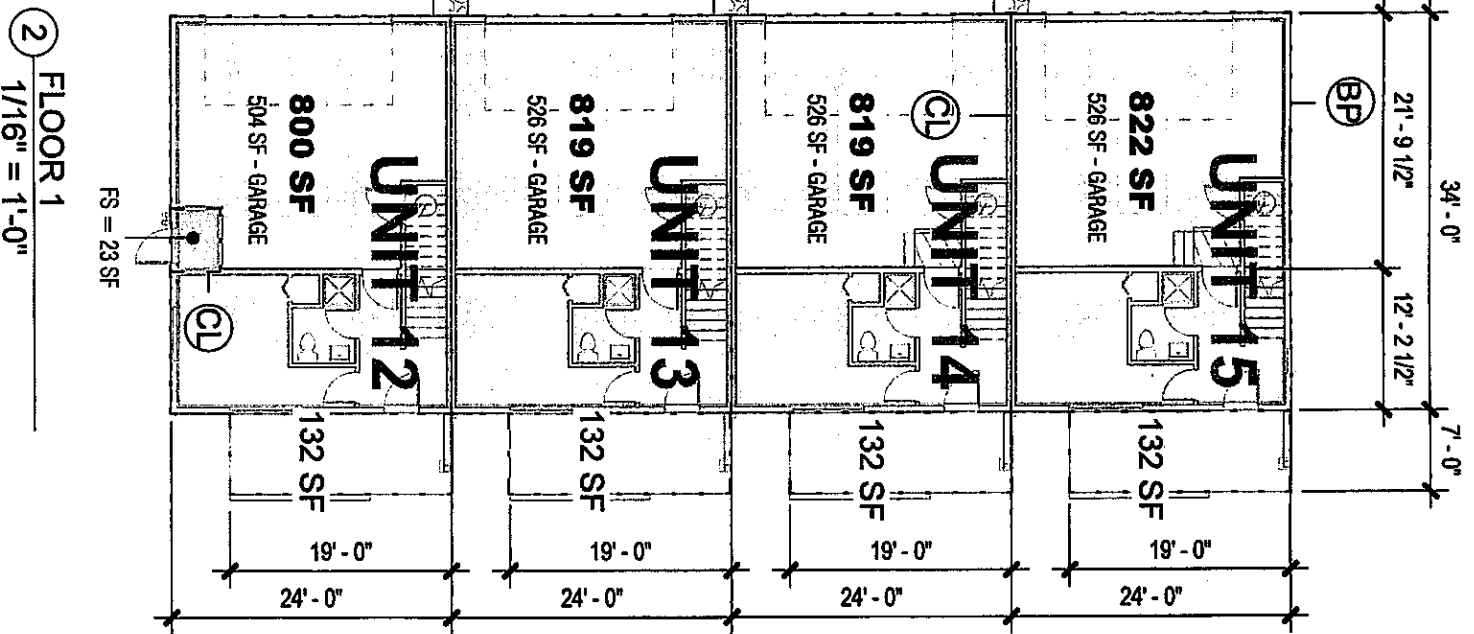 BP
21' - 9 1/2"
12' - 2 1/2"
34' - 0"
7' - 0"
UNIT 12
800 SF
504 SF - GARAGE
132 SF
UNIT 13
819 SF
526 SF - GARAGE
132 SF
CL
UNIT 14
819 SF
526 SF - GARAGE
132 SF
UNIT 15
822 SF
526 SF - GARAGE
132 SF
FS = 23 SF
CL
19' - 0"
19' - 0"
19' - 0"
19' - 0"
24' - 0"
24' - 0"
24' - 0"
24' - 0"
2
FLOOR 1
1/16" = 1'-0"